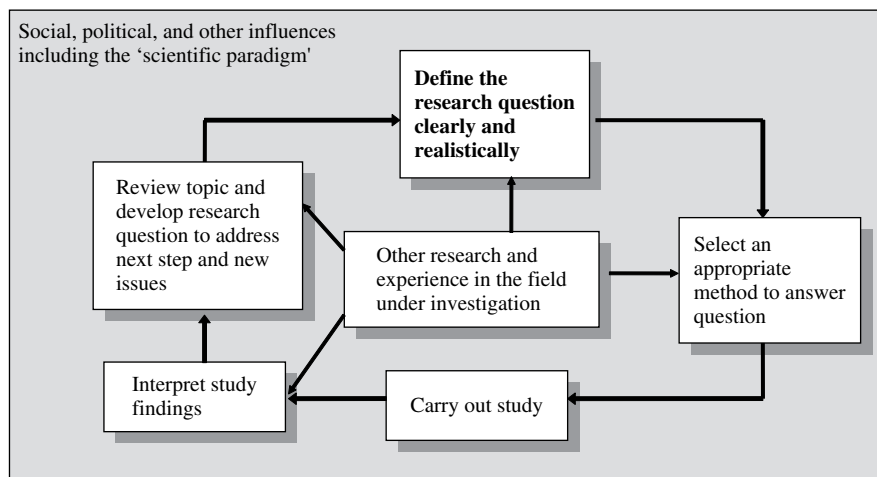 Social, political, and other influences
including the ‘scientific paradigm'
Define the
research question
clearly and
realistically
Review topic and
develop research
question to address
next step and new
issues
Other research and
experience in the field
under investigation
Select an
appropriate
method to answer
question
Interpret study
findings
Carry out study